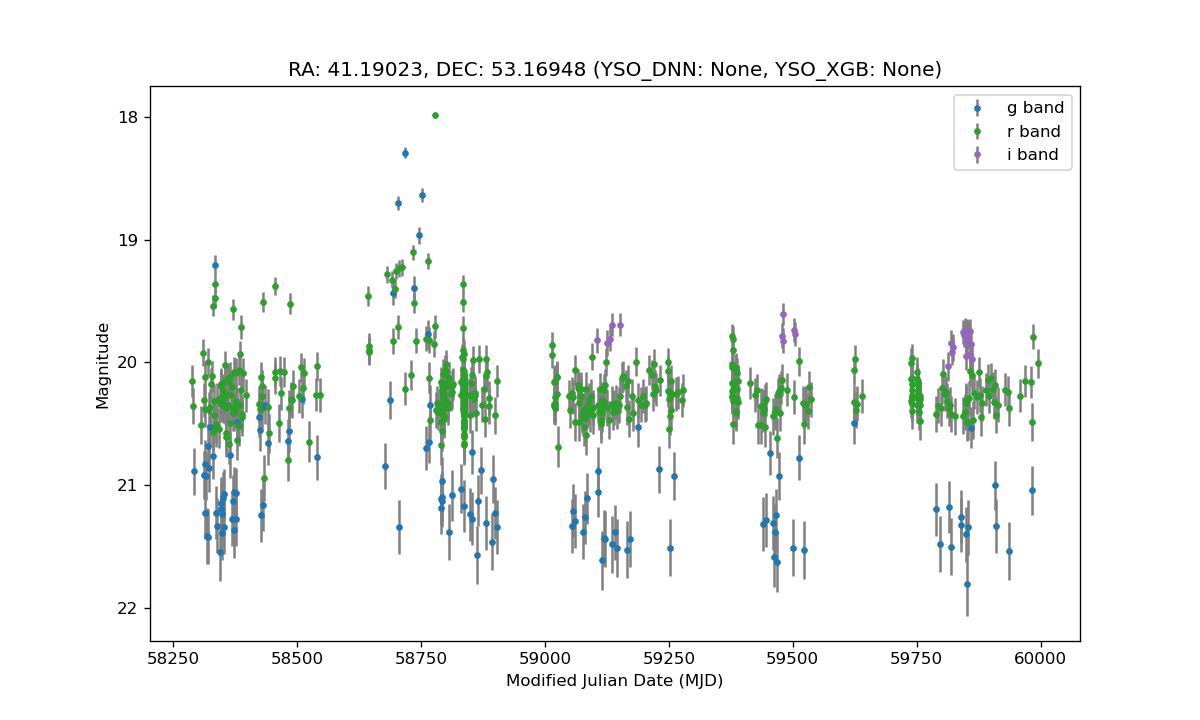 RA: 41.19023, DEC: 53.16948 (YSO_DNN: None, YSO_XGB: None)
g band
r band
i band
18
19
20
21
22
Magnitude
58250 58500 58750 59000 59250 59500 59750 60000
Modified Julian Date (MJD)